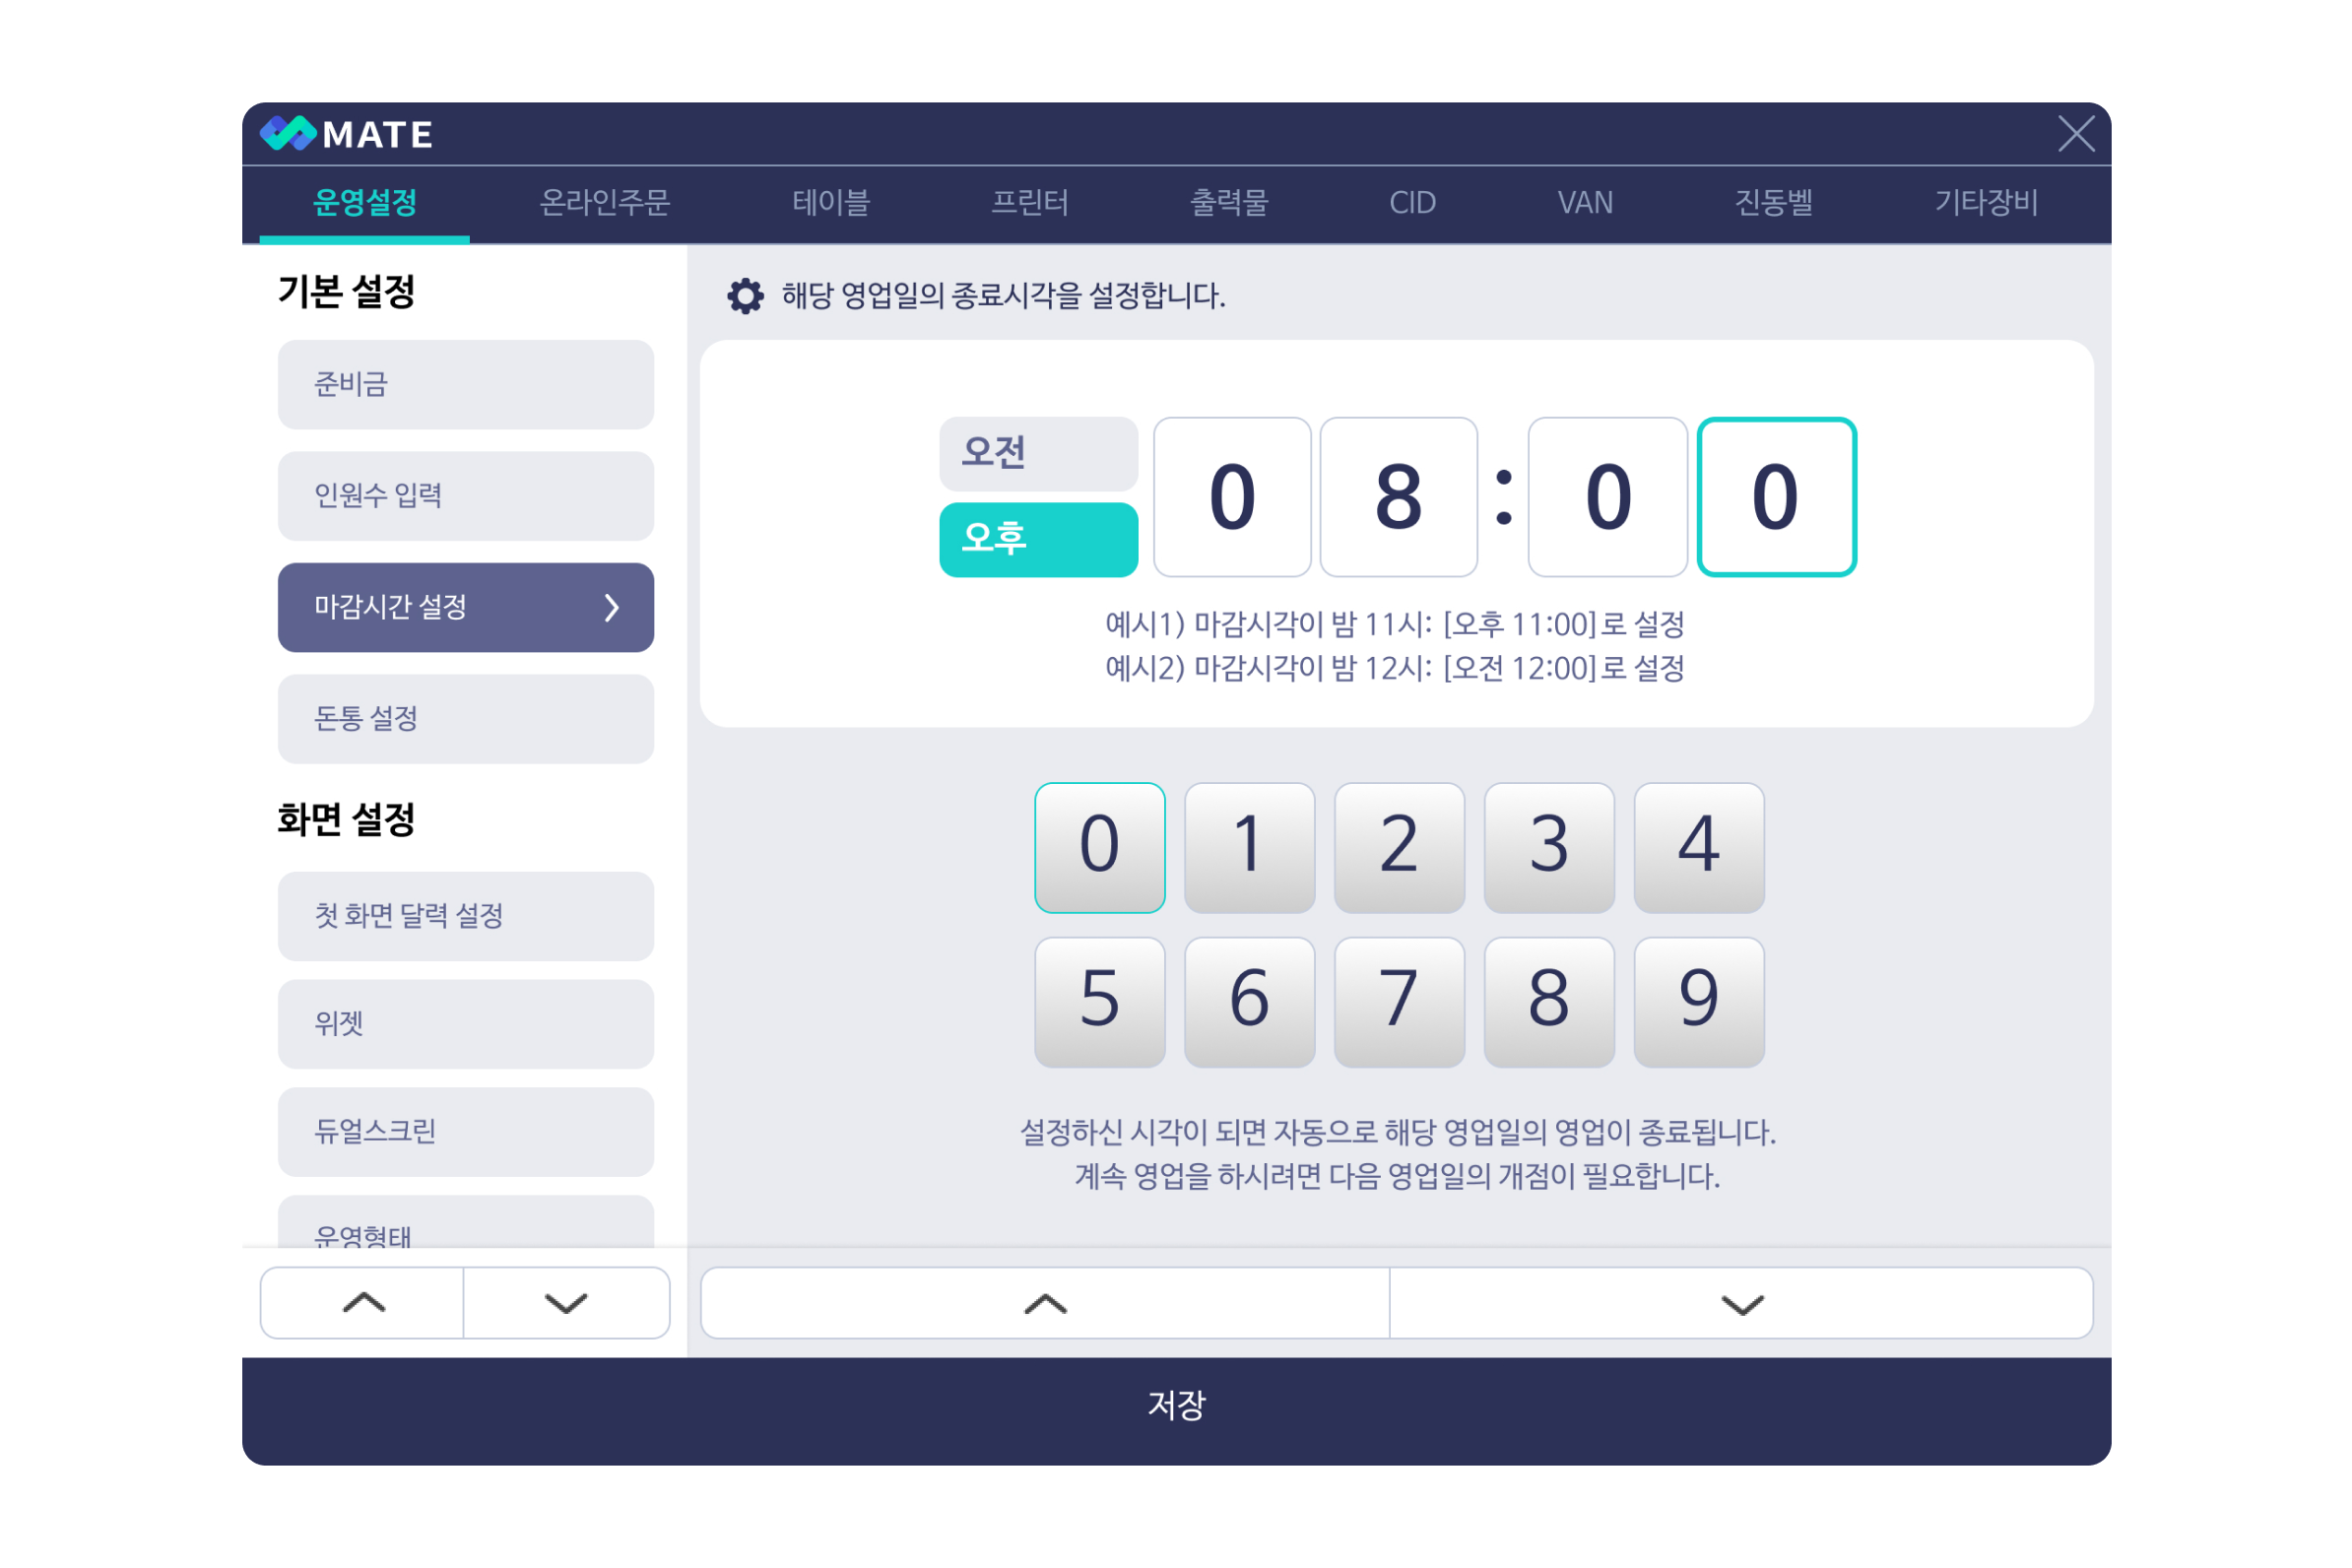 MATE
운영설정 온라인주문 테이블 프린터 출력물 CID VAN 진동벨 기타장비
기본 설정
준비금
인원수 입력
마감시간 설정
돈통 설정
화면 설정
첫 화면 달력 설정
위젯
듀얼스크린
운영형태
해당 영업일의 종료시각을 설정합니다.
오전
오후
0 8 : 0 0
예시1) 마감시각이 밤 11시: [오후 11:00]로 설정
예시2) 마감시각이 밤 12시: [오전 12:00]로 설정
0 1 2 3 4
5 6 7 8 9
설정하신 시각이 되면 자동으로 해당 영업일의 영업이 종료됩니다.
계속 영업을 하시려면 다음 영업일의 개점이 필요합니다.
저장